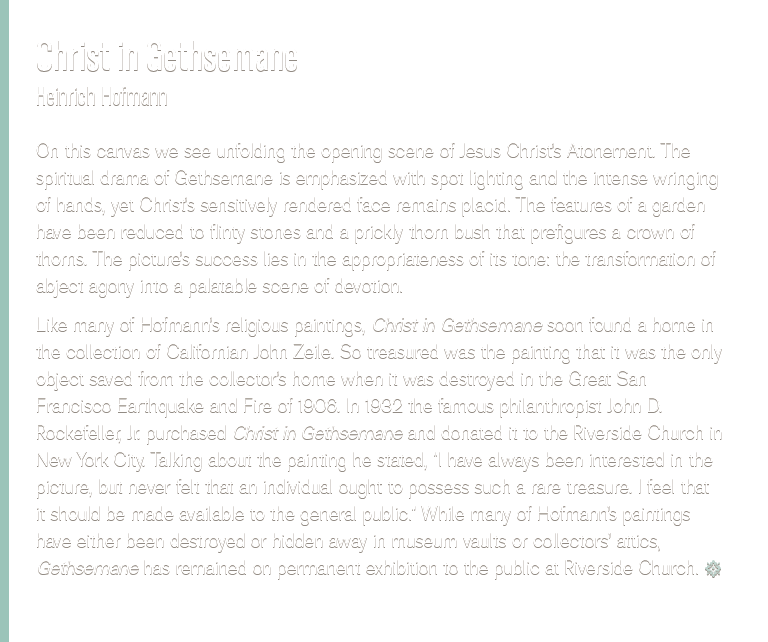 Christ in Gethsemane
Heinrich Hofmann
On this canvas we see unfolding the opening scene of Jesus Christ's Atonement. The
spiritual drama of Gethsemane is emphasized with spot lighting and the intense wringing
of hands, yet Christ's sensitively rendered face remains placid. The features of a garden
have been reduced to flinty stones and a prickly thorn bush that prefigures a crown of
thorns. The picture's success lies in the appropriateness of its tone: the transformation of
abject agony into a palatable scene of devotion.
Like many of Hofmann's religious paintings, Christ in Gethsemane soon found a home in
the collection of Californian John Zeile. So treasured was the painting that it was the only
object saved from the collector's home when it was destroyed in the Great San
Francisco Earthquake and Fire of 1906. In 1932 the famous philanthropist John D.
Rockefeller, Jr. purchased Christ in Gethsemane and donated it to the Riverside Church in
New York City. Talking about the painting he stated, "I have always been interested in the
picture, but never felt that an individual ought to possess such a rare treasure. I feel that
it should be made available to the general public." While many of Hofmann's paintings
have either been destroyed or hidden away in museum vaults or collectors' attics,
Gethsemane has remained on permanent exhibition to the public at Riverside Church.